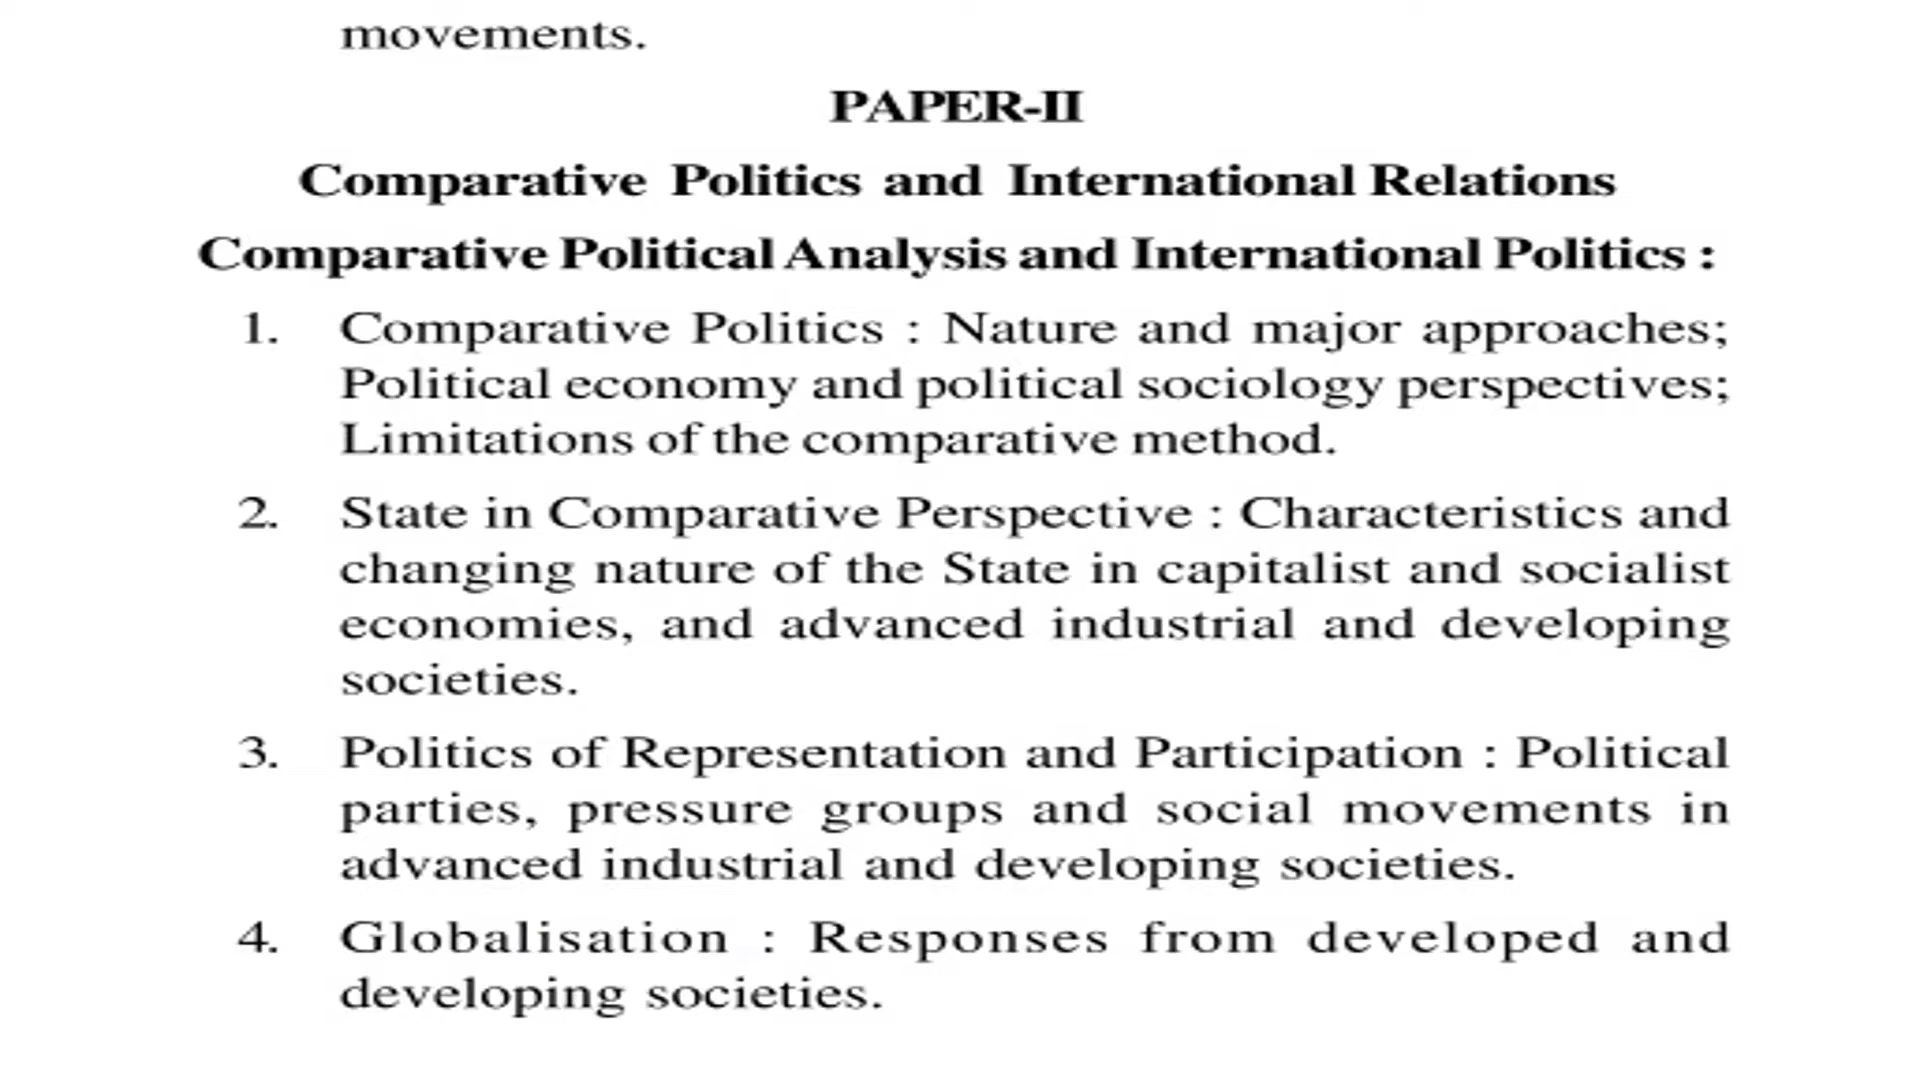 movements.
PAPER-II
Comparative Politics and International Relations
Comparative Political Analysis and International Politics :
1. Comparative Politics : Nature and major approaches;
Political economy and political sociology perspectives;
Limitations of the comparative method.
2. State in Comparative Perspective : Characteristics and
changing nature of the State in capitalist and socialist
economies, and advanced industrial and developing
societies.
3. Politics of Representation and Participation : Political
parties, pressure groups and social movements in
advanced industrial and developing societies.
4. Globalisation : Responses from developed and
developing societies.